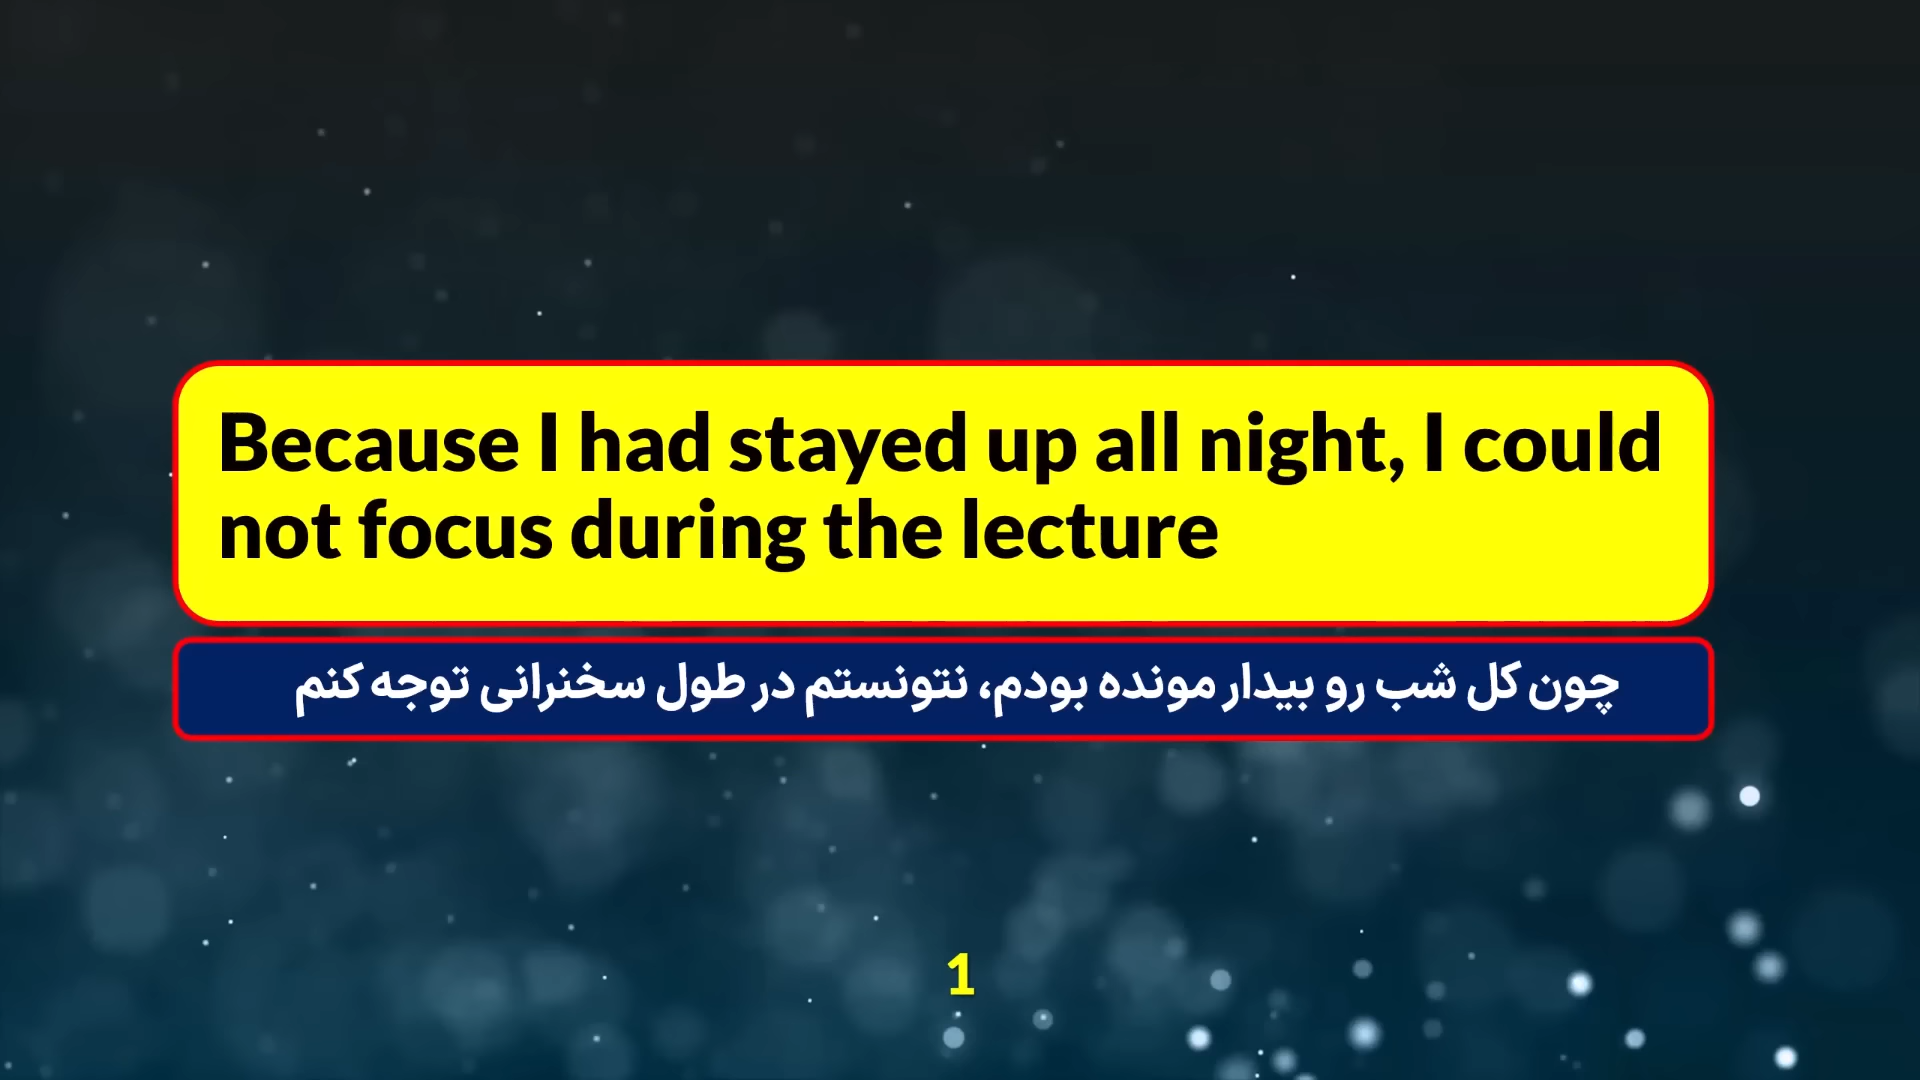 Because I had stayed up all night, I could
not focus during the lecture
چون کل شب رو بیدار مونده بودم، نتونستم در طول سخنرانی توجه کنم
1